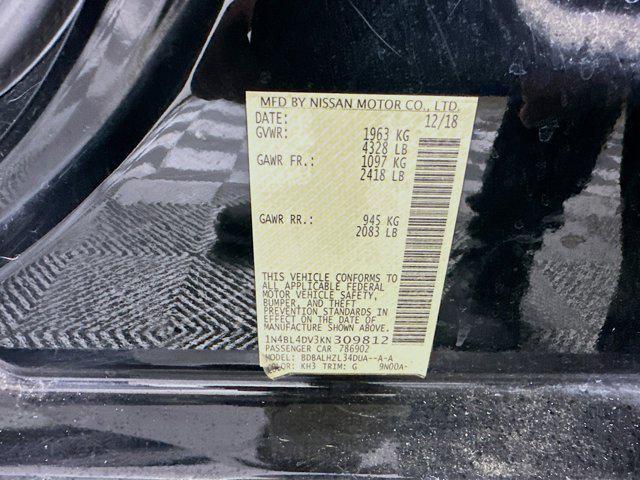 MFD BY NISSAN MOTOR CO., LTD.
DATE: 12/18
GVWR: 1963 KG
4328 LB
GAWR FR.: 1097 KG
2418 LB
GAWR RR.: 945 KG
2083 LB
THIS VEHICLE CONFORMS TO
ALL APPLICABLE FEDERAL
MOTOR VEHICLE SAFETY,
BUMPER, AND THEFT
PREVENTION STANDARDS IN
EFFECT ON THE DATE OF
MANUFACTURE SHOWN ABOVE.
1N4BL4DV3KN309812
PASSENGER CAR 786902
MODEL: BDBALHZL34DUA--A-A
COLOR: KH3 TRIM: G 9N00A-